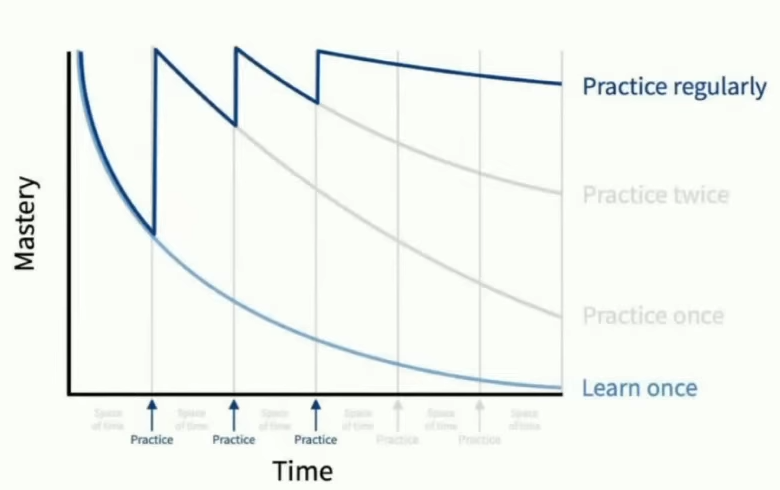 Practice regularly
Practice twice
Mastery
Practice once
Learn once
Space
of time
Space
of time
Space
of time
Space
of time
Space
of time
Space
of time
Practice
Practice
Practice
Practice
Practice
Time